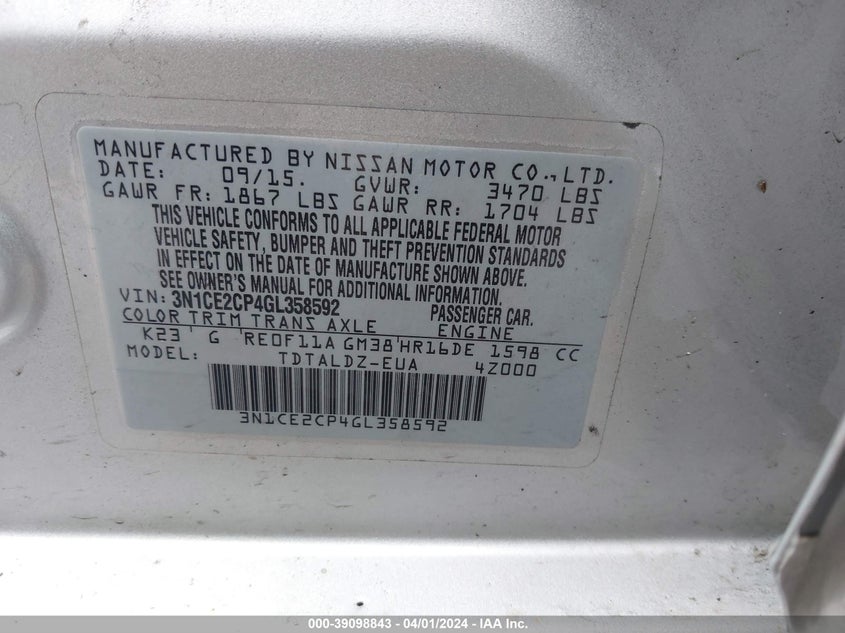 MANUFACTURED BY NISSAN MOTOR CO., LTD.
DATE: 09/15. GVWR: 3470 LBS
GAWR FR: 1867 LBS GAWR RR: 1704 LBS
THIS VEHICLE CONFORMS TO ALL APPLICABLE FEDERAL MOTOR
VEHICLE SAFETY, BUMPER AND THEFT PREVENTION STANDARDS
IN EFFECT ON THE DATE OF MANUFACTURE SHOWN ABOVE.
SEE OWNER'S MANUAL FOR ADDITIONAL INFORMATION.
VIN: 3N1CE2CP4GL358592 PASSENGER CAR.
COLOR TRIM TRANS AXLE ENGINE
K23 ' G 'RE0F11A GM38'HR16DE 1598 CC
MODEL: TDTALDZ-EUA 4Z000
3N1CE2CP4GL358592
000-39098843 / 04/01/2024 - IAA Inc.